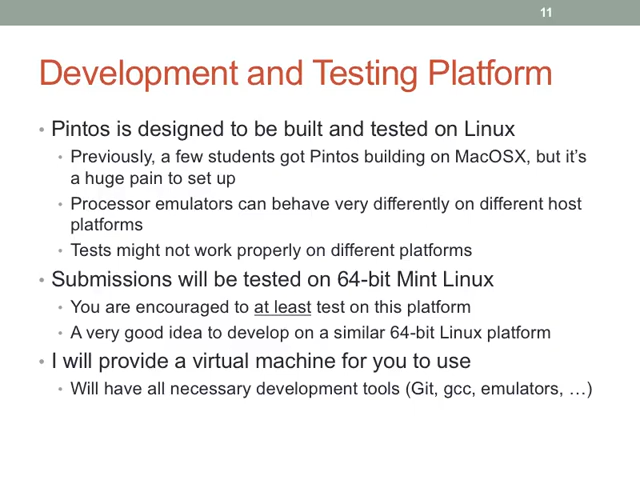 11
Development and Testing Platform
• Pintos is designed to be built and tested on Linux
• Previously, a few students got Pintos building on MacOSX, but it's
a huge pain to set up
• Processor emulators can behave very differently on different host
platforms
• Tests might not work properly on different platforms
• Submissions will be tested on 64-bit Mint Linux
• You are encouraged to at least test on this platform
• A very good idea to develop on a similar 64-bit Linux platform
• I will provide a virtual machine for you to use
• Will have all necessary development tools (Git, gcc, emulators, …)